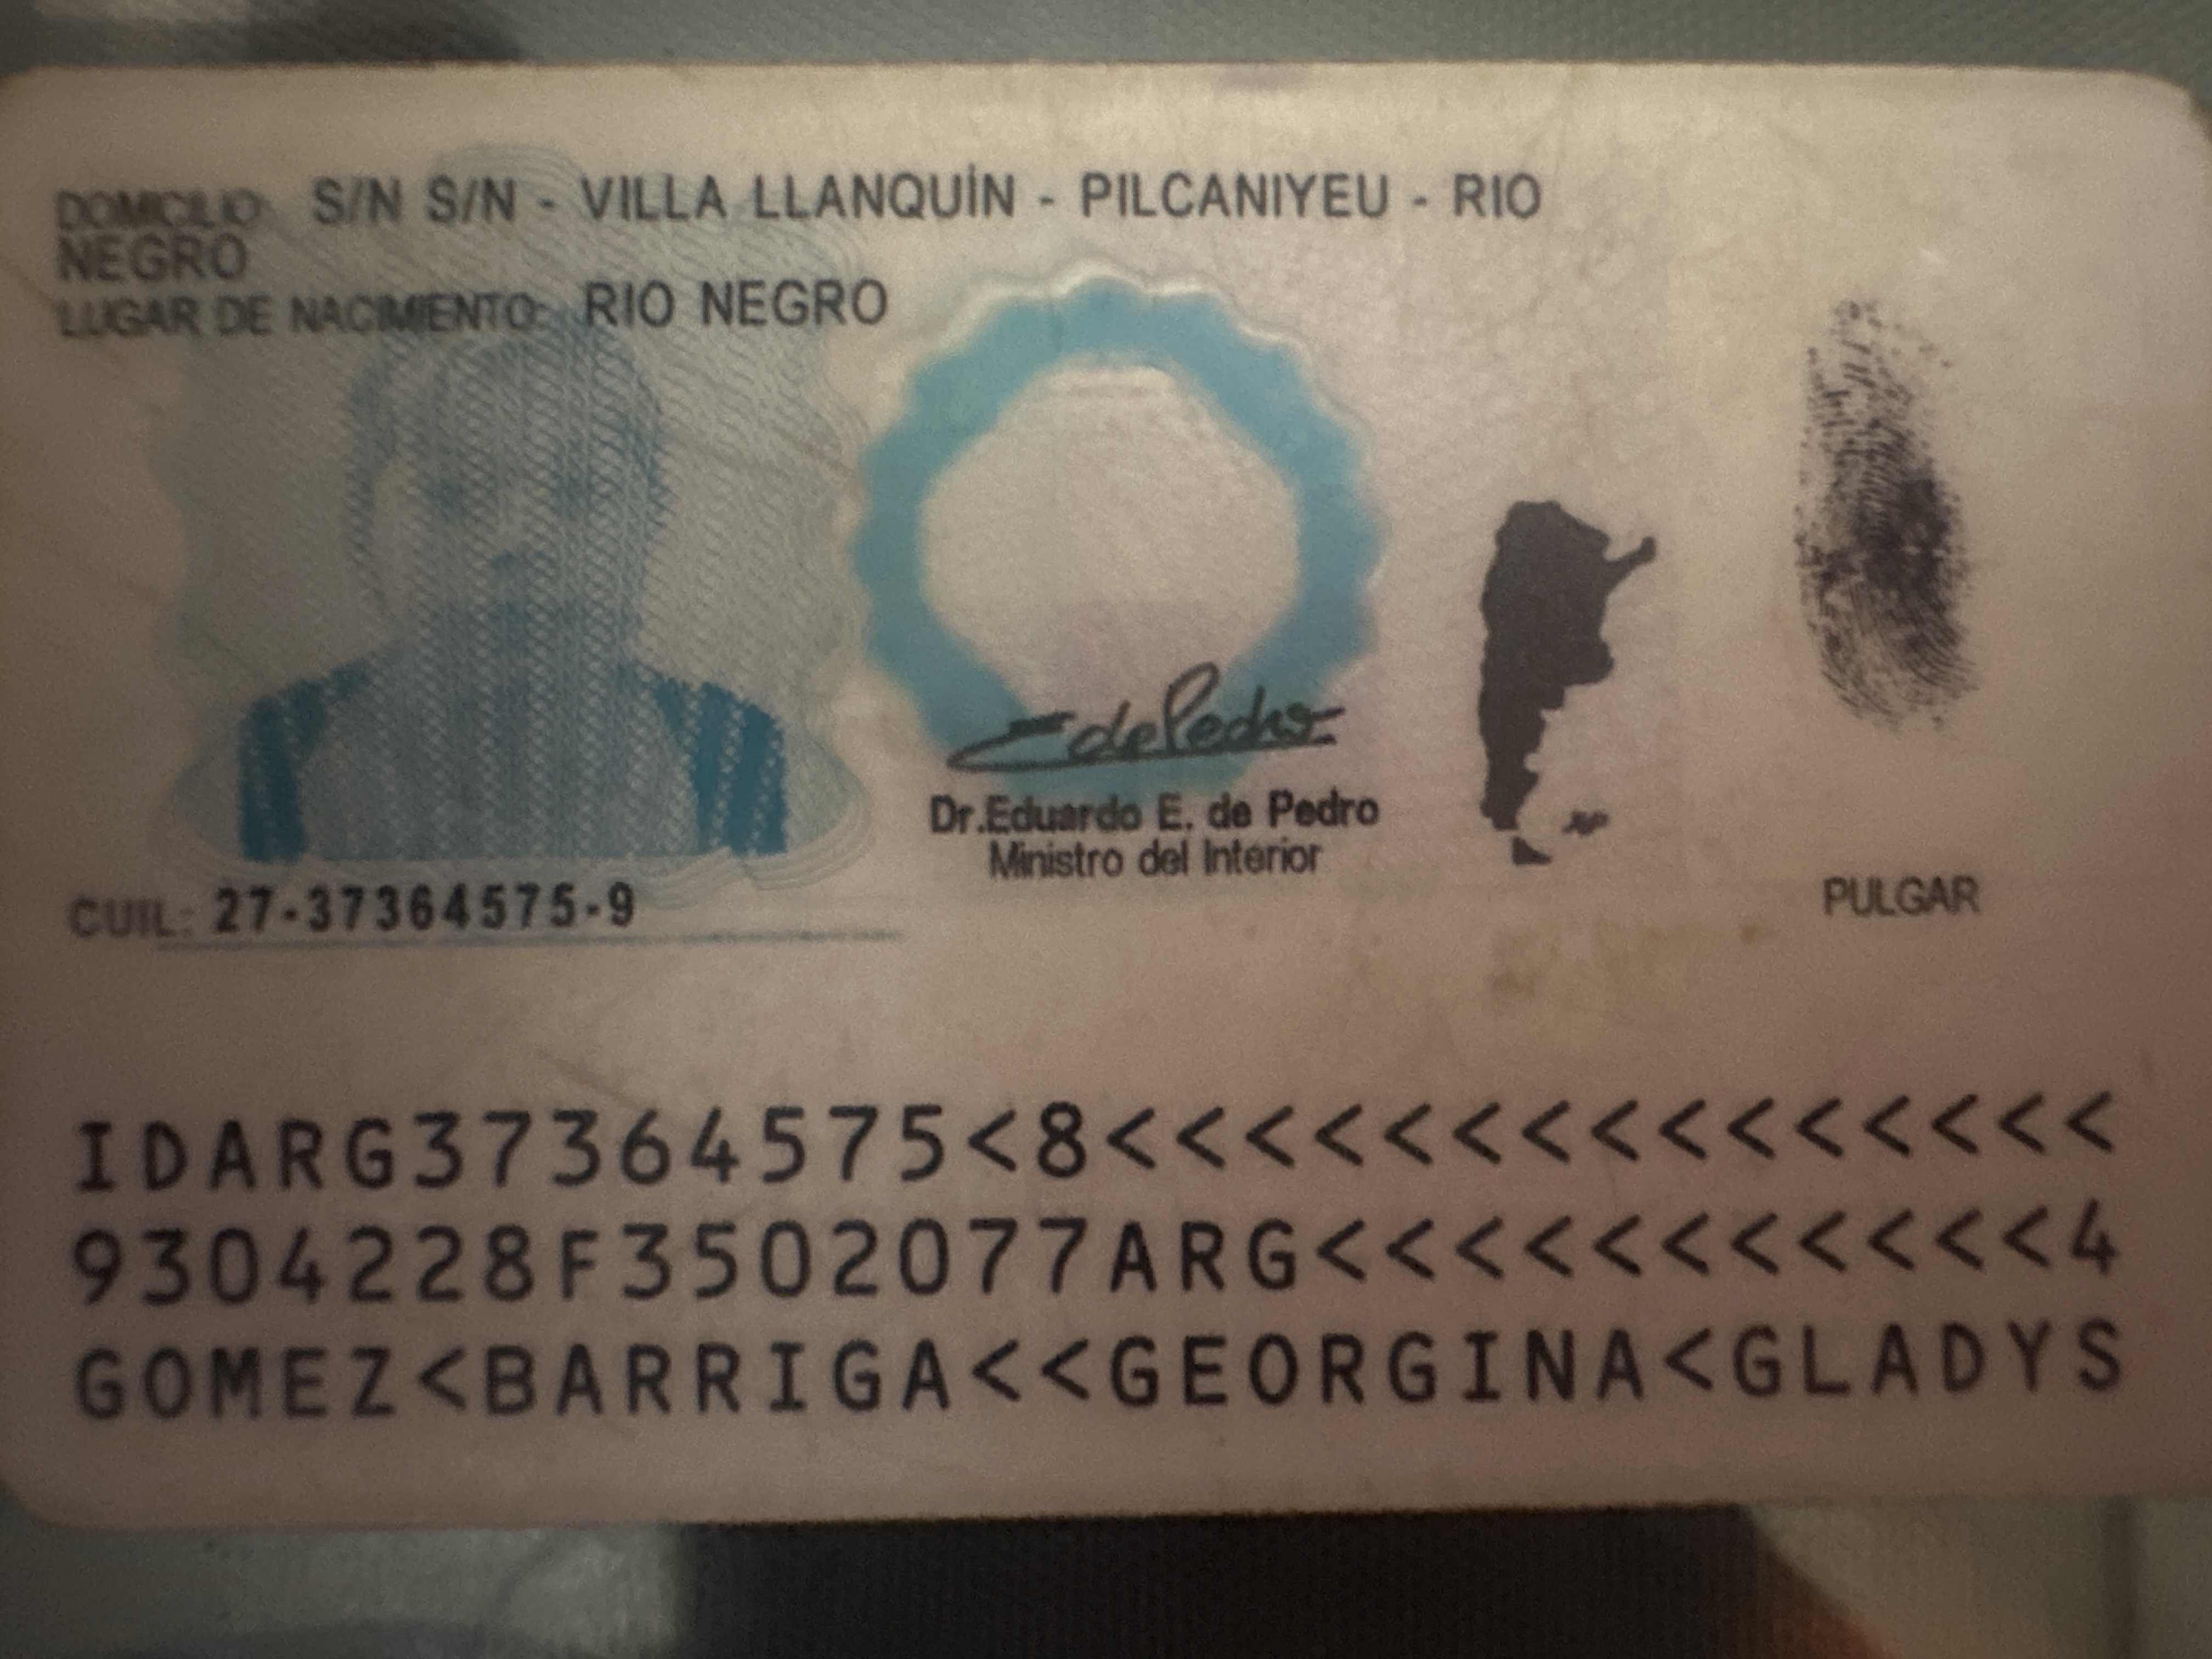 DOMICILIO: S/N S/N - VILLA LLANQUÍN - PILCANIYEU - RIO
NEGRO
LUGAR DE NACIMIENTO: RIO NEGRO
CUIL: 27-37364575-9
Dr.Eduardo E. de Pedro
Ministro del Interior
PULGAR
IDARG37364575<8<<<<<<<<<<<<<<<
9304228F3502077ARG<<<<<<<<<<<4
GOMEZ<BARRIGA<<GEORGINA<GLADYS